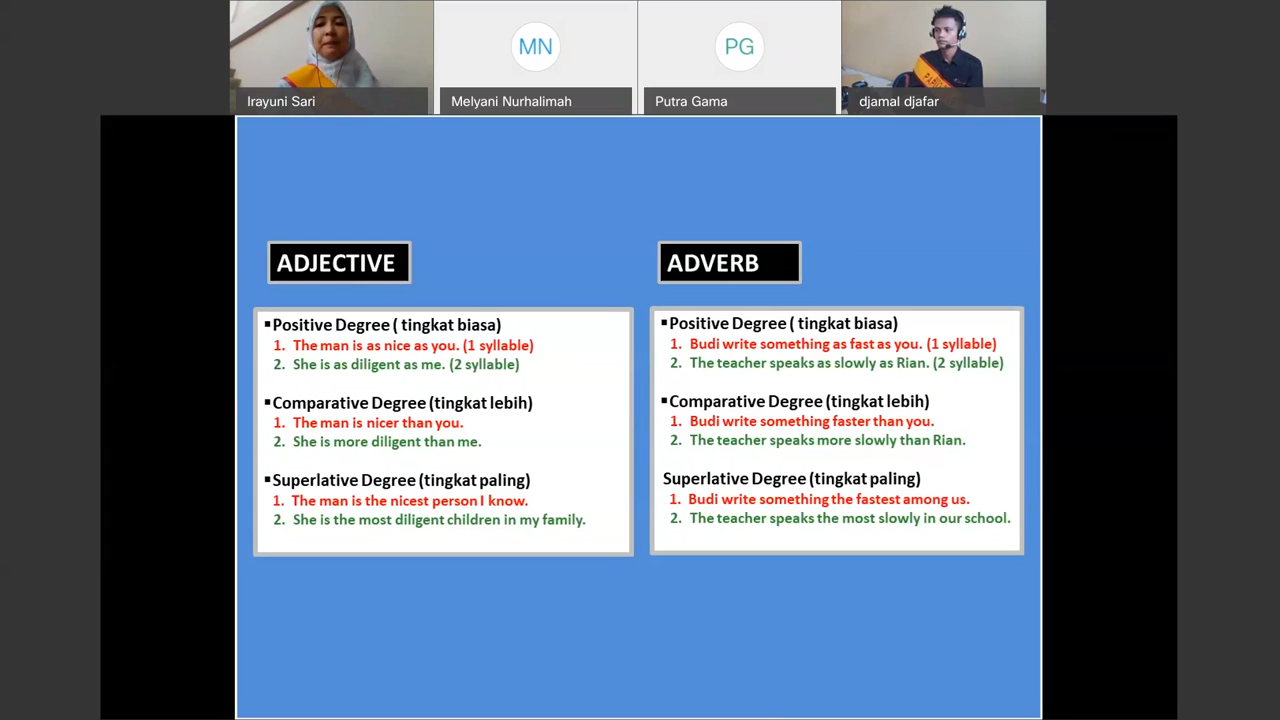 MN
PG
Irayuni Sari
Melyani Nurhalimah
Putra Gama
djamal djafar
ADJECTIVE
▪Positive Degree ( tingkat biasa)
1. The man is as nice as you. (1 syllable)
2. She is as diligent as me. (2 syllable)
▪Comparative Degree (tingkat lebih)
1. The man is nicer than you.
2. She is more diligent than me.
▪Superlative Degree (tingkat paling)
1. The man is the nicest person I know.
2. She is the most diligent children in my family.
ADVERB
▪Positive Degree ( tingkat biasa)
1. Budi write something as fast as you. (1 syllable)
2. The teacher speaks as slowly as Rian. (2 syllable)
▪Comparative Degree (tingkat lebih)
1. Budi write something faster than you.
2. The teacher speaks more slowly than Rian.
Superlative Degree (tingkat paling)
1. Budi write something the fastest among us.
2. The teacher speaks the most slowly in our school.